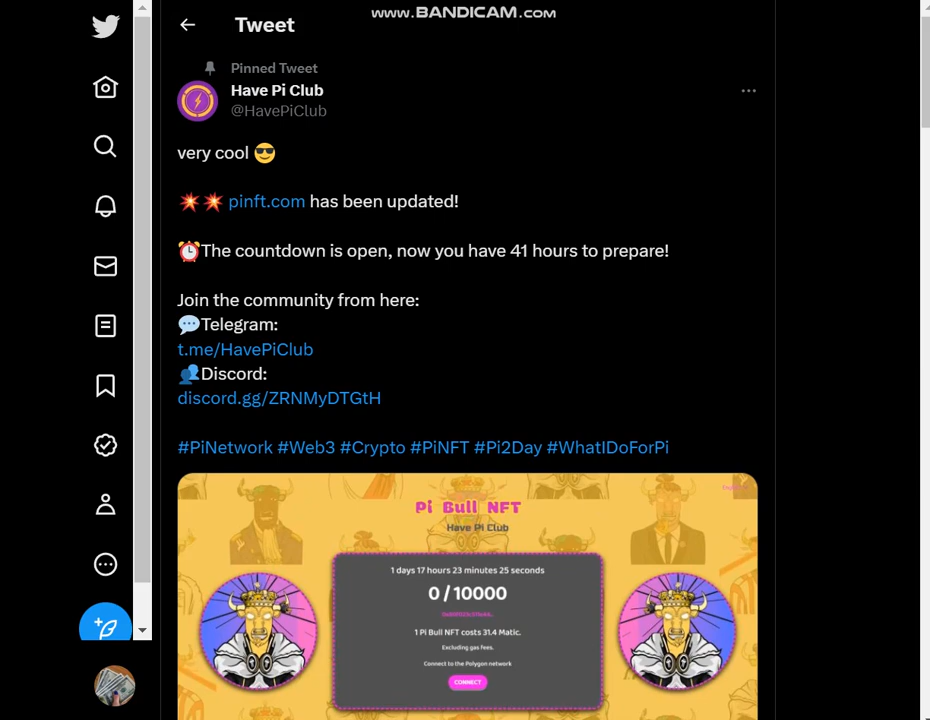 www.BANDICAM.com
Tweet
Pinned Tweet
Have Pi Club
@HavePiClub
very cool 😎
💥💥 pinft.com has been updated!
⏰The countdown is open, now you have 41 hours to prepare!
Join the community from here:
💬Telegram:
t.me/HavePiClub
👥Discord:
discord.gg/ZRNMyDTGtH
#PiNetwork #Web3 #Crypto #PiNFT #Pi2Day #WhatIDoForPi
Pi Bull NFT
Have Pi Club
1 days 17 hours 23 minutes 25 seconds
0 / 10000
1 Pi Bull NFT costs 31.4 Matic.
Excluding gas fees.
Connect to the Polygon network
CONNECT